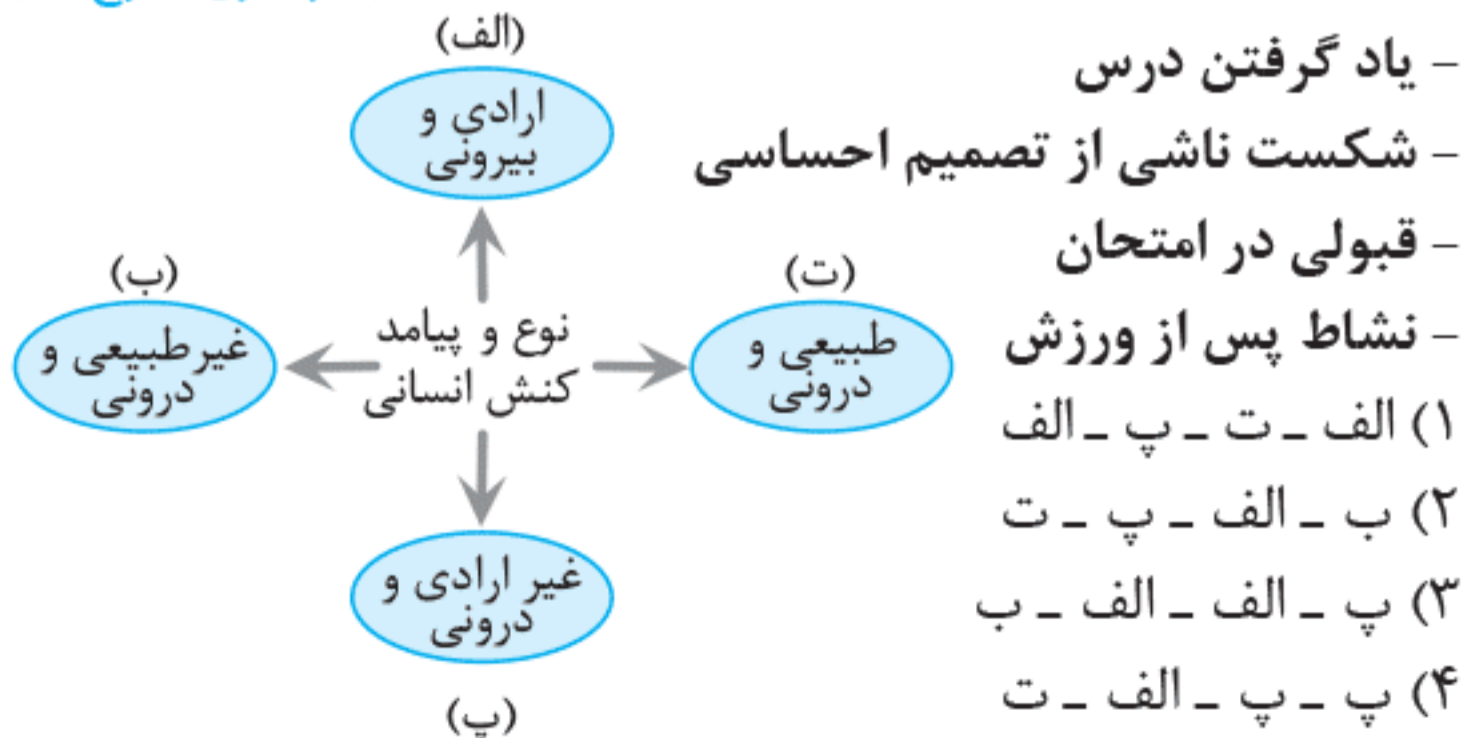 – یاد گرفتن درس
– شکست ناشی از تصمیم احساسی
– قبولی در امتحان
– نشاط پس از ورزش
(الف)
ارادی و
بیرونی
(ب)
غیرطبیعی و
درونی
نوع و پیامد
کنش انسانی
(ت)
طبیعی و
درونی
غیر ارادی و
درونی
(پ)
۱) الف ـ ت ـ پ ـ الف
۲) ب ـ الف ـ پ ـ ت
۳) پ ـ الف ـ الف ـ ب
۴) پ ـ پ ـ الف ـ ت